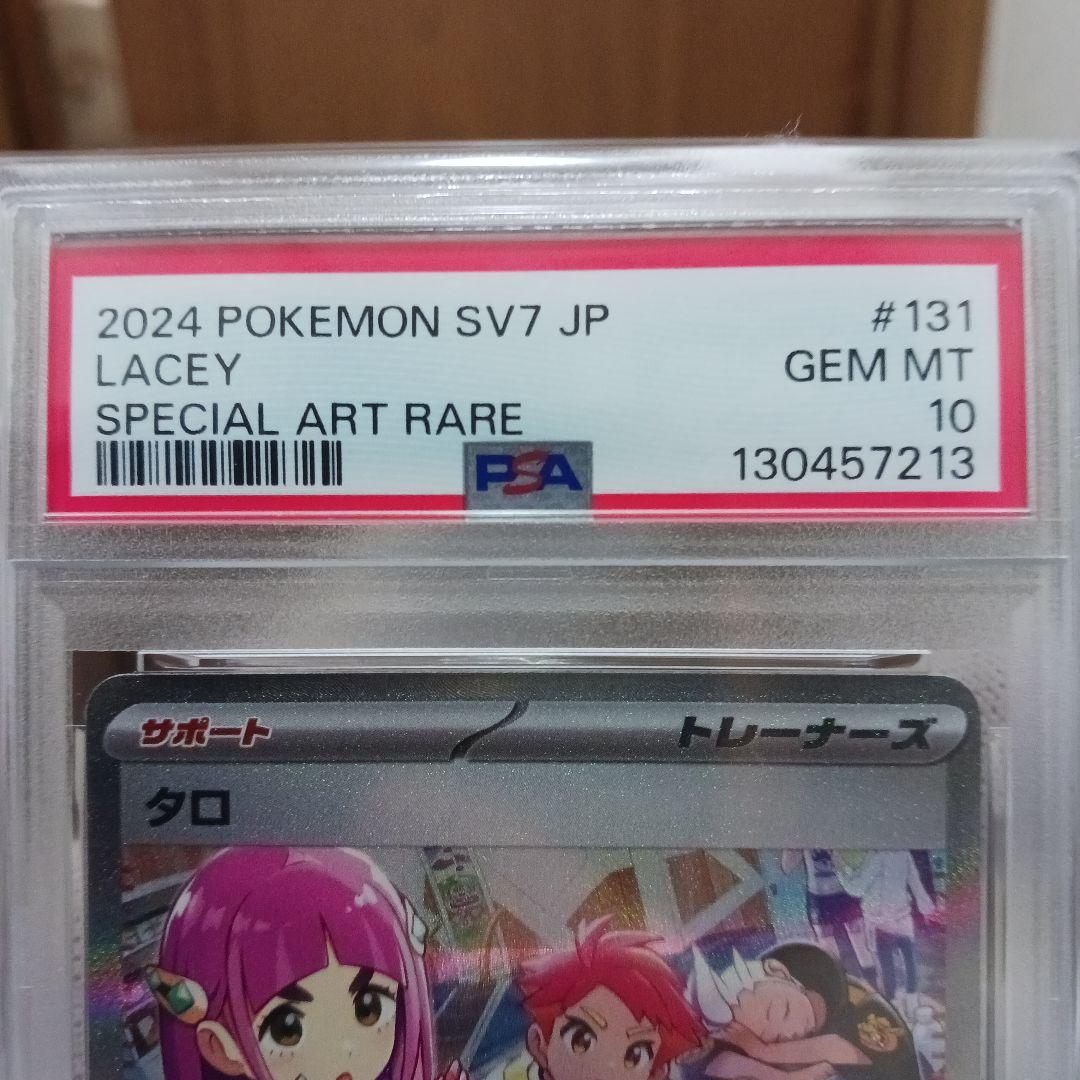 2024 POKEMON SV7 JP #131
LACEY GEM MT
SPECIAL ART RARE 10
PSA 130457213
サポート トレーナーズ
タロ